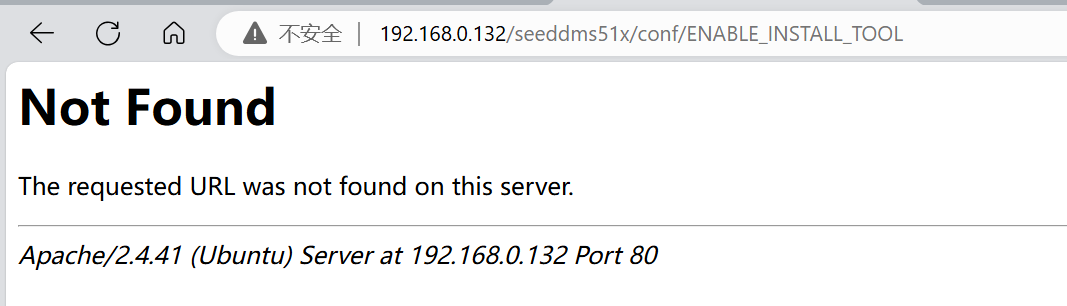 不安全 | 192.168.0.132/seeddms51x/conf/ENABLE_INSTALL_TOOL
Not Found
The requested URL was not found on this server.
Apache/2.4.41 (Ubuntu) Server at 192.168.0.132 Port 80